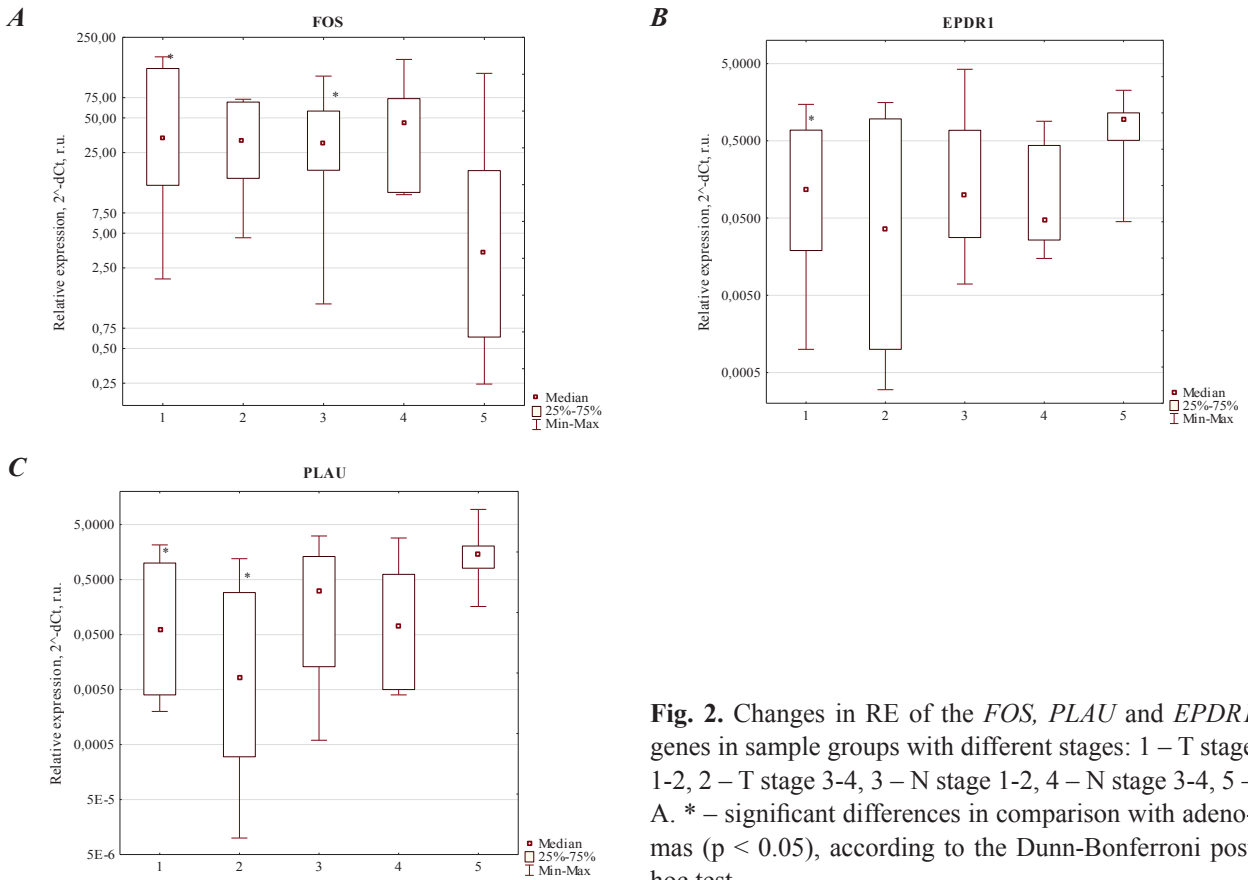 A
FOS
Relative expression, 2^-dCt, r.u.
250,00
75,00
50,00
25,00
7,50
5,00
2,50
0,75
0,50
0,25
*
*
1 2 3 4 5
Median
25%-75%
Min-Max
B
EPDR1
Relative expression, 2^-dCt, r.u.
5,0000
0,5000
0,0500
0,0050
0,0005
*
1 2 3 4 5
Median
25%-75%
Min-Max
C
PLAU
Relative expression, 2^-dCt, r.u.
5,0000
0,5000
0,0500
0,0050
0,0005
5E-5
5E-6
*
*
1 2 3 4 5
Median
25%-75%
Min-Max
Fig. 2. Changes in RE of the FOS, PLAU and EPDR1
genes in sample groups with different stages: 1 – T stage
1-2, 2 – T stage 3-4, 3 – N stage 1-2, 4 – N stage 3-4, 5 –
A. * – significant differences in comparison with adeno-
mas (p < 0.05), according to the Dunn-Bonferroni post
hoc test